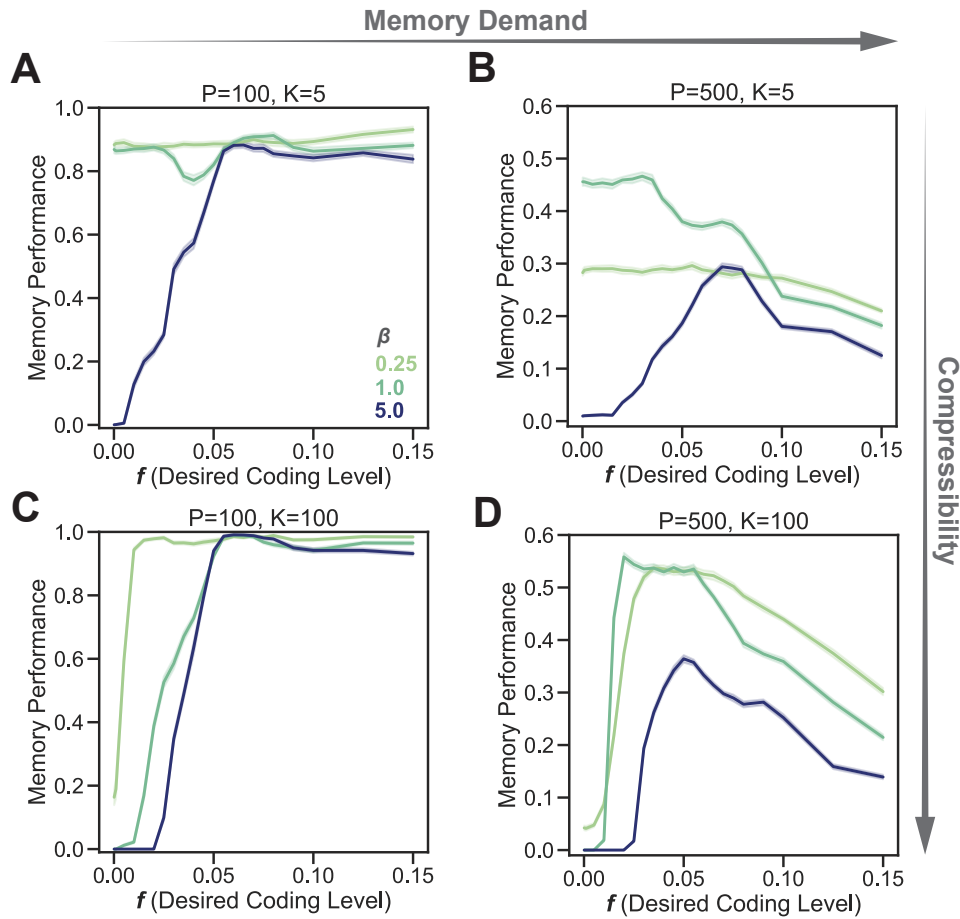 Memory Demand
A
P=100, K=5
1.0
0.8
0.6
0.4
0.2
0.0
Memory Performance
β
0.25
1.0
5.0
0.00 0.05 0.10 0.15
f (Desired Coding Level)
B
P=500, K=5
0.6
0.5
0.4
0.3
0.2
0.1
0.0
Memory Performance
0.00 0.05 0.10 0.15
f (Desired Coding Level)
Compressibility
C
P=100, K=100
1.0
0.8
0.6
0.4
0.2
0.0
Memory Performance
0.00 0.05 0.10 0.15
f (Desired Coding Level)
D
P=500, K=100
0.6
0.5
0.4
0.3
0.2
0.1
0.0
Memory Performance
0.00 0.05 0.10 0.15
f (Desired Coding Level)